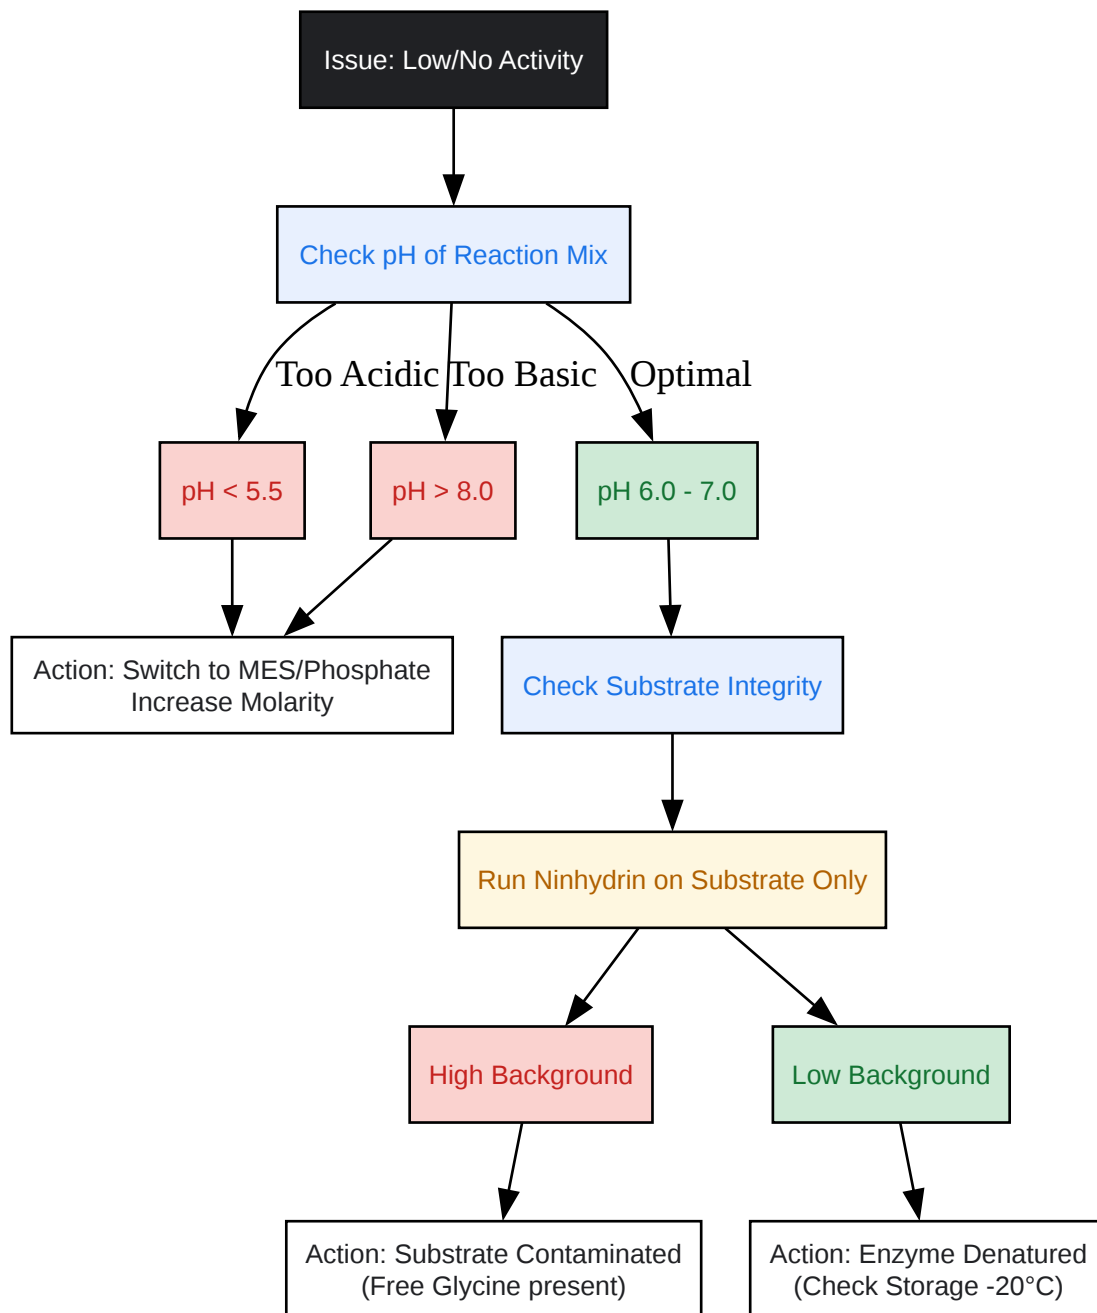 Issue: Low/No Activity
Check pH of Reaction Mix
Too Acidic
Too Basic
Optimal
pH < 5.5
pH > 8.0
pH 6.0 - 7.0
Action: Switch to MES/Phosphate
Increase Molarity
Check Substrate Integrity
Run Ninhydrin on Substrate Only
High Background
Low Background
Action: Substrate Contaminated
(Free Glycine present)
Action: Enzyme Denatured
(Check Storage -20°C)